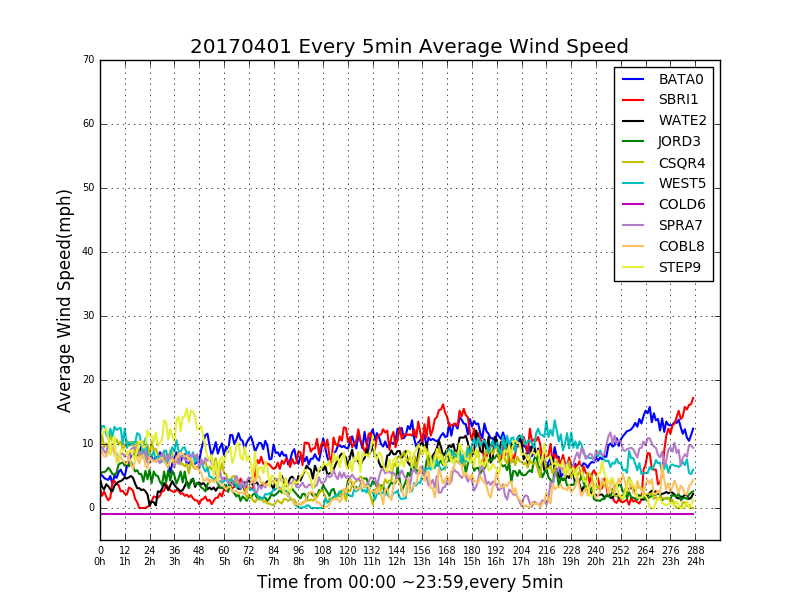 20170401 Every 5min Average Wind Speed
70
60
50
40
30
20
10
0
Average Wind Speed(mph)
BATA0
SBRI1
WATE2
JORD3
CSQR4
WEST5
COLD6
SPRA7
COBL8
STEP9
0 12 24 36 48 60 72 84 96 108 120 132 144 156 168 180 192 204 216 228 240 252 264 276 288
0h 1h 2h 3h 4h 5h 6h 7h 8h 9h 10h 11h 12h 13h 14h 15h 16h 17h 18h 19h 20h 21h 22h 23h 24h
Time from 00:00 ~23:59,every 5min